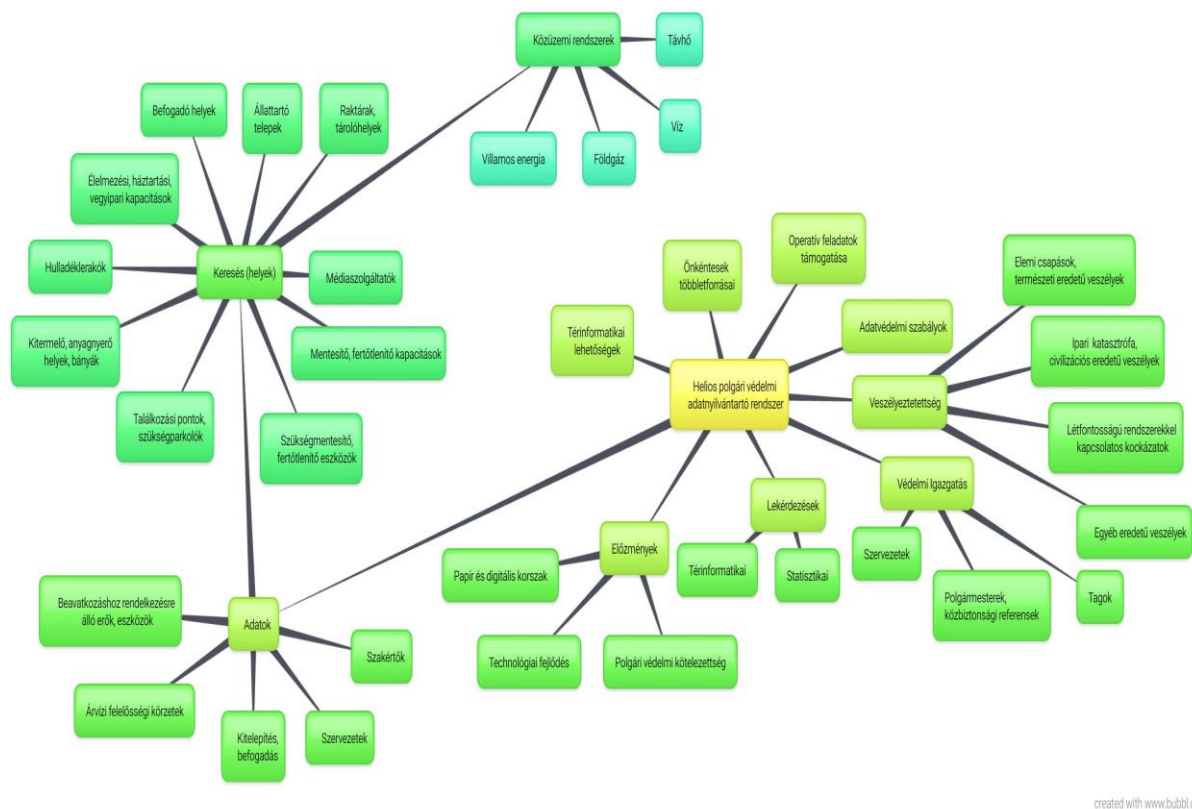 Közüzemi rendszerek
Távhő
Víz
Villamos energia
Földgáz
Befogadó helyek
Állattartó
telepek
Raktárak,
tárolóhelyek
Élelmezési, háztartási,
vegyipari kapacitások
Hulladéklerakók
Keresés (helyek)
Médiaszolgáltatók
Kitermelő, anyagnyerő
helyek, bányák
Mentesítő, fertőtlenítő kapacitások
Találkozási pontok,
szükségparkolók
Szükségmentesítő,
fertőtlenítő eszközök
Operatív feladatok
támogatása
Önkéntesek
többletforrásai
Térinformatikai
lehetőségek
Adatvédelmi szabályok
Helios polgári védelmi
adatnyilvántartó rendszer
Elemi csapások,
természeti eredetű veszélyek
Ipari katasztrófa,
civilizációs eredetű veszélyek
Veszélyeztetettség
Létfontosságú rendszerekkel
kapcsolatos kockázatok
Egyéb eredetű veszélyek
Védelmi Igazgatás
Szervezetek
Polgármesterek,
közbiztonsági referensek
Tagok
Lekérdezések
Térinformatikai
Statisztikai
Előzmények
Papír és digitális korszak
Technológiai fejlődés
Polgári védelmi kötelezettség
Beavatkozáshoz rendelkezésre
álló erők, eszközök
Adatok
Szakértők
Árvízi felelősségi körzetek
Kitelepítés,
befogadás
Szervezetek
created with www.bubbl.u